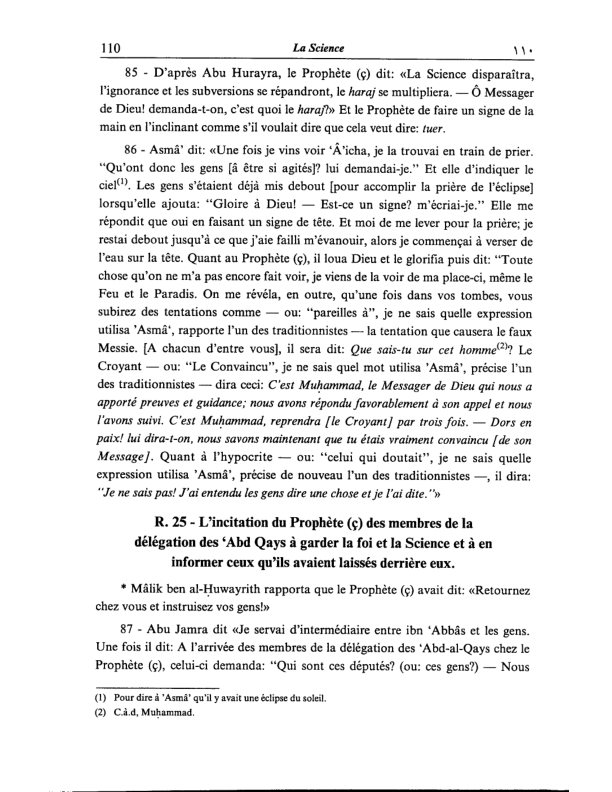 110 La Science ١١٠
85 - D'après Abu Hurayra, le Prophète (ç) dit: «La Science disparaîtra,
l'ignorance et les subversions se répandront, le haraj se multipliera. — Ô Messager
de Dieu! demanda-t-on, c'est quoi le haraj?» Et le Prophète de faire un signe de la
main en l'inclinant comme s'il voulait dire que cela veut dire: tuer.
86 - Asmâ' dit: «Une fois je vins voir ‘Â'icha, je la trouvai en train de prier.
“Qu'ont donc les gens [à être si agités]? lui demandai-je.” Et elle d'indiquer le
ciel(1). Les gens s'étaient déjà mis debout [pour accomplir la prière de l'éclipse]
lorsqu'elle ajouta: “Gloire à Dieu! — Est-ce un signe? m'écriai-je.” Elle me
répondit que oui en faisant un signe de tête. Et moi de me lever pour la prière; je
restai debout jusqu'à ce que j'aie failli m'évanouir, alors je commençai à verser de
l'eau sur la tête. Quant au Prophète (ç), il loua Dieu et le glorifia puis dit: “Toute
chose qu'on ne m'a pas encore fait voir, je viens de la voir de ma place-ci, même le
Feu et le Paradis. On me révéla, en outre, qu'une fois dans vos tombes, vous
subirez des tentations comme — ou: “pareilles à”, je ne sais quelle expression
utilisa 'Asmâ‘, rapporte l'un des traditionnistes — la tentation que causera le faux
Messie. [A chacun d'entre vous], il sera dit: Que sais-tu sur cet homme(2)? Le
Croyant — ou: “Le Convaincu”, je ne sais quel mot utilisa 'Asmâ', précise l'un
des traditionnistes — dira ceci: C'est Muḥammad, le Messager de Dieu qui nous a
apporté preuves et guidance; nous avons répondu favorablement à son appel et nous
l'avons suivi. C'est Muḥammad, reprendra [le Croyant] par trois fois. — Dors en
paix! lui dira-t-on, nous savons maintenant que tu étais vraiment convaincu [de son
Message]. Quant à l'hypocrite — ou: “celui qui doutait”, je ne sais quelle
expression utilisa 'Asmâ', précise de nouveau l'un des traditionnistes —, il dira:
“Je ne sais pas! J'ai entendu les gens dire une chose et je l'ai dite.”»
R. 25 - L'incitation du Prophète (ç) des membres de la
délégation des ‘Abd Qays à garder la foi et la Science et à en
informer ceux qu'ils avaient laissés derrière eux.
* Mâlik ben al-Ḥuwayrith rapporta que le Prophète (ç) avait dit: «Retournez
chez vous et instruisez vos gens!»
87 - Abu Jamra dit «Je servai d'intermédiaire entre ibn ‘Abbâs et les gens.
Une fois il dit: A l'arrivée des membres de la délégation des ‘Abd-al-Qays chez le
Prophète (ç), celui-ci demanda: “Qui sont ces députés? (ou: ces gens?) — Nous
(1) Pour dire à 'Asmâ' qu'il y avait une éclipse du soleil.
(2) C.à.d, Muḥammad.